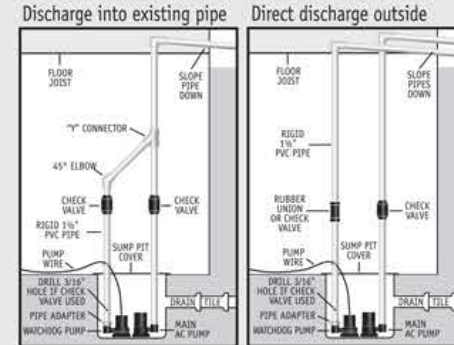 Discharge into existing pipe
FLOOR
JOIST
SLOPE
PIPE
DOWN
"Y" CONNECTOR
45° ELBOW
CHECK
VALVE
CHECK
VALVE
RIGID 1½"
PVC PIPE
PUMP
WIRE
SUMP PIT
COVER
DRILL 3/16"
HOLE IF CHECK
VALVE USED
DRAIN TILE
PIPE ADAPTER
WATCHDOG PUMP
MAIN
AC PUMP
Direct discharge outside
FLOOR
JOIST
SLOPE
PIPES
DOWN
RIGID
1½"
PVC PIPE
RUBBER
UNION
OR CHECK
VALVE
CHECK
VALVE
PUMP
WIRE
SUMP PIT
COVER
DRILL 3/16"
HOLE IF CHECK
VALVE USED
DRAIN TILE
PIPE ADAPTER
WATCHDOG PUMP
MAIN
AC PUMP